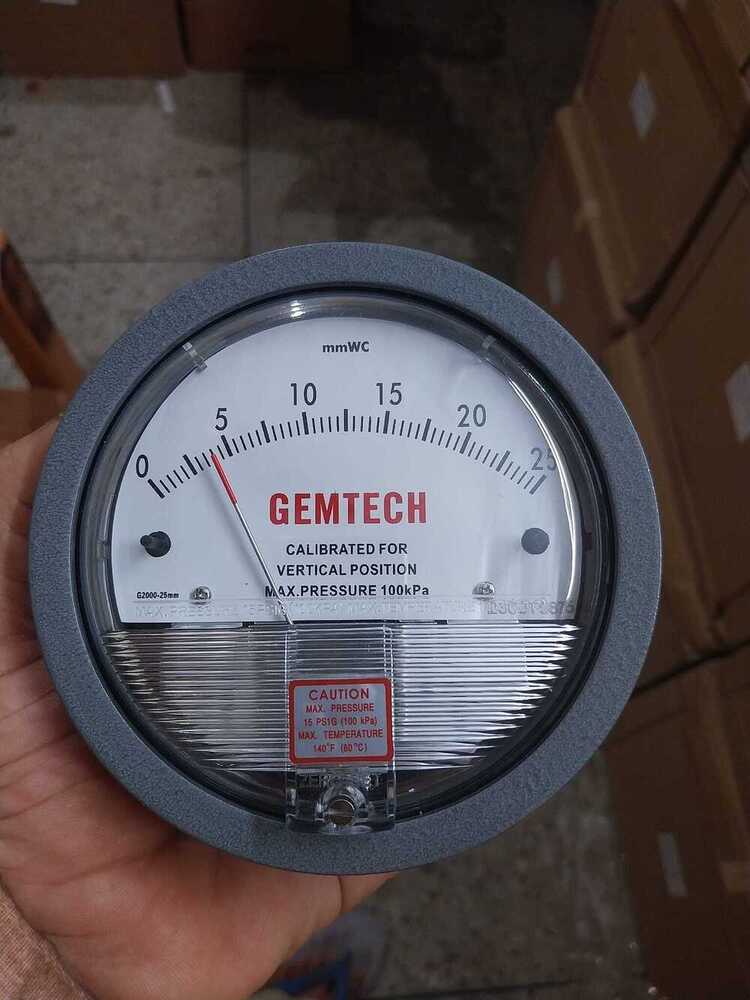 mmWC
0 5 10 15 20 25
GEMTECH
CALIBRATED FOR
VERTICAL POSITION
MAX.PRESSURE 100kPa
G2000-25mm
CAUTION
MAX. PRESSURE
15 PSIG (100 kPa)
MAX. TEMPERATURE
140°F (60°C)